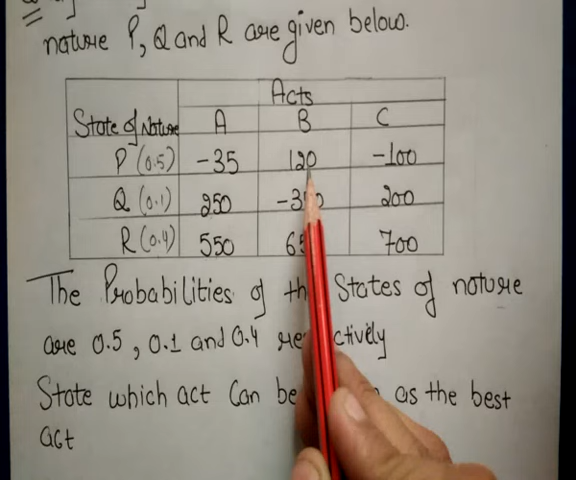 nature P, Q and R are given below.
Acts
State of Nature A B C
P (0.5) -35 120 -100
Q (0.1) 250 200
R (0.4) 550 700
The Probabilities of States of nature
are 0.5, 0.1 and 0.4
State which act Can be as the best
act